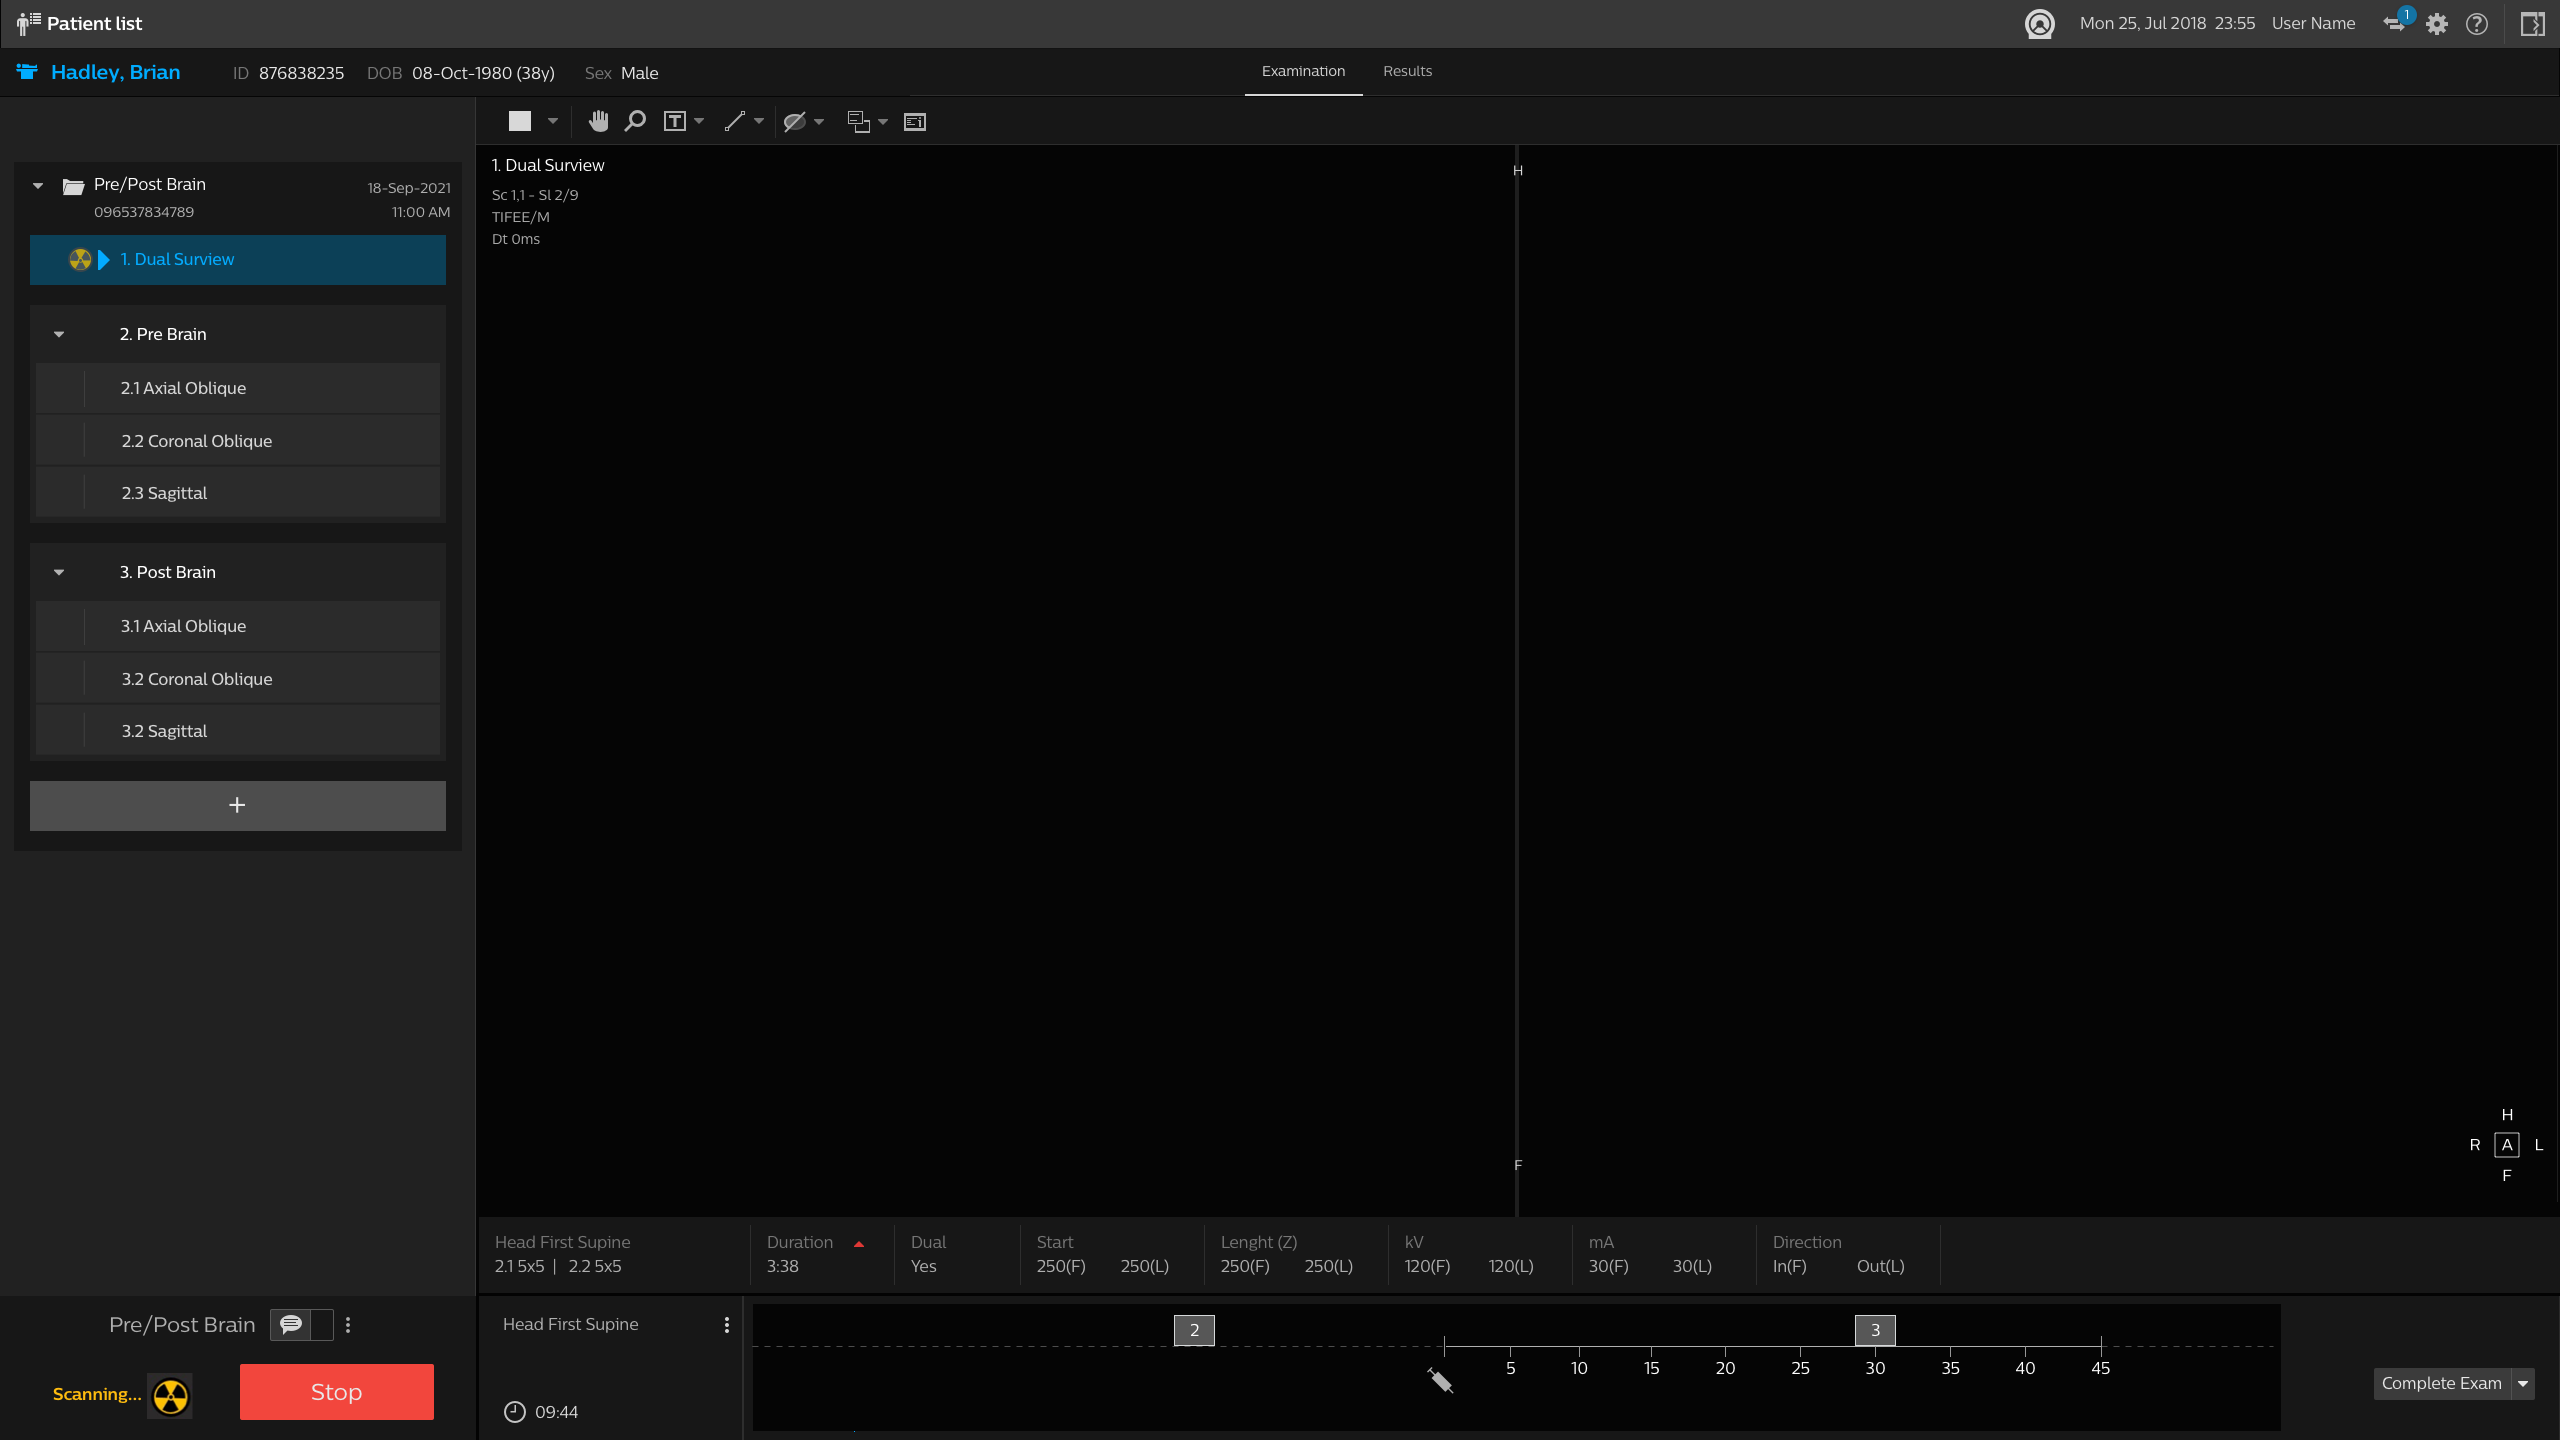 Patient list
Mon 25, Jul 2018 23:55 User Name 1
Hadley, Brian ID 876838235 DOB 08-Oct-1980 (38y) Sex Male
Examination Results
T
Pre/Post Brain 18-Sep-2021
096537834789 11:00 AM
1. Dual Surview
2. Pre Brain
2.1 Axial Oblique
2.2 Coronal Oblique
2.3 Sagittal
3. Post Brain
3.1 Axial Oblique
3.2 Coronal Oblique
3.2 Sagittal
+
1. Dual Surview
Sc 1,1 - Sl 2/9
TIFEE/M
Dt 0ms
H
F
H
R A L
F
Head First Supine Duration Dual Start Lenght (Z) kV mA Direction
2.1 5x5 | 2.2 5x5 3:38 Yes 250(F) 250(L) 250(F) 250(L) 120(F) 120(L) 30(F) 30(L) In(F) Out(L)
Pre/Post Brain
Scanning... Stop
Head First Supine
09:44
2 3
5 10 15 20 25 30 35 40 45
Complete Exam